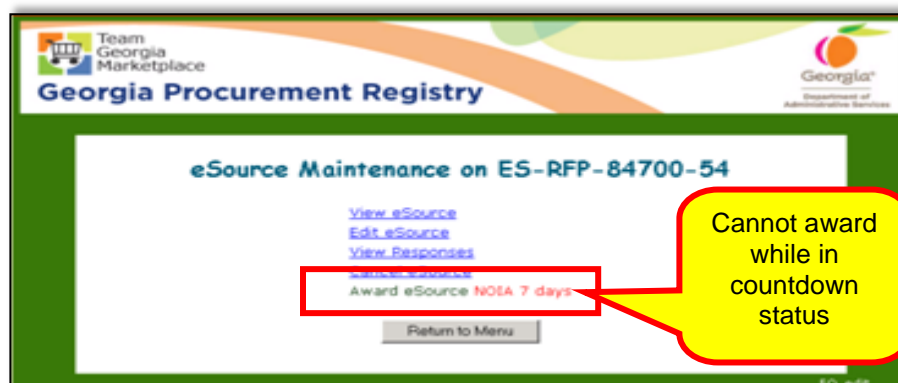 Team
Georgia
Marketplace
Georgia Procurement Registry
Georgia
Department of
Administrative Services
eSource Maintenance on ES-RFP-84700-54
View eSource
Edit eSource
View Responses
Cancel eSource
Award eSource NOIA 7 days
Return to Menu
Cannot award
while in
countdown
status